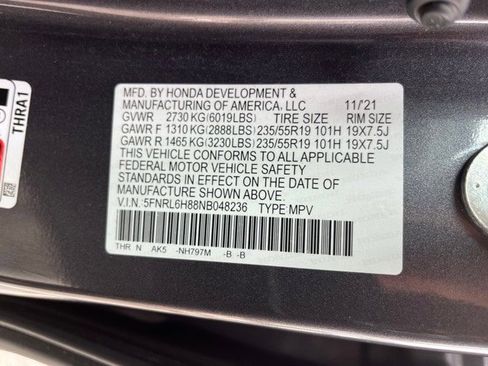 MFD. BY HONDA DEVELOPMENT &
MANUFACTURING OF AMERICA, LLC 11/'21
GVWR 2730 KG(6019LBS) TIRE SIZE RIM SIZE
GAWR F 1310 KG(2888LBS) 235/55R19 101H 19X7.5J
GAWR R 1465 KG(3230LBS) 235/55R19 101H 19X7.5J
THIS VEHICLE CONFORMS TO ALL APPLICABLE
FEDERAL MOTOR VEHICLE SAFETY
STANDARDS IN EFFECT ON THE DATE OF
MANUFACTURE SHOWN ABOVE.
V.I.N.:5FNRL6H88NB048236 TYPE MPV
THR N AK5 -NH797M -B -B
THRA1